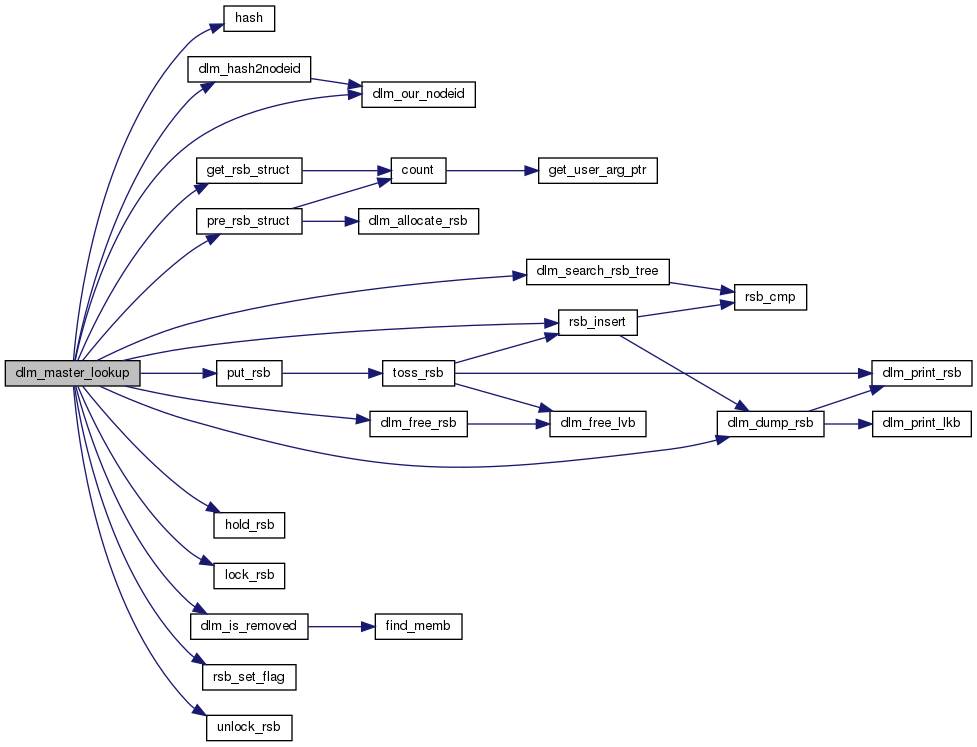 hash
dlm_hash2nodeid
dlm_our_nodeid
get_rsb_struct
count
get_user_arg_ptr
pre_rsb_struct
dlm_allocate_rsb
dlm_search_rsb_tree
rsb_cmp
rsb_insert
dlm_master_lookup
put_rsb
toss_rsb
dlm_print_rsb
dlm_free_rsb
dlm_free_lvb
dlm_dump_rsb
dlm_print_lkb
hold_rsb
lock_rsb
dlm_is_removed
find_memb
rsb_set_flag
unlock_rsb